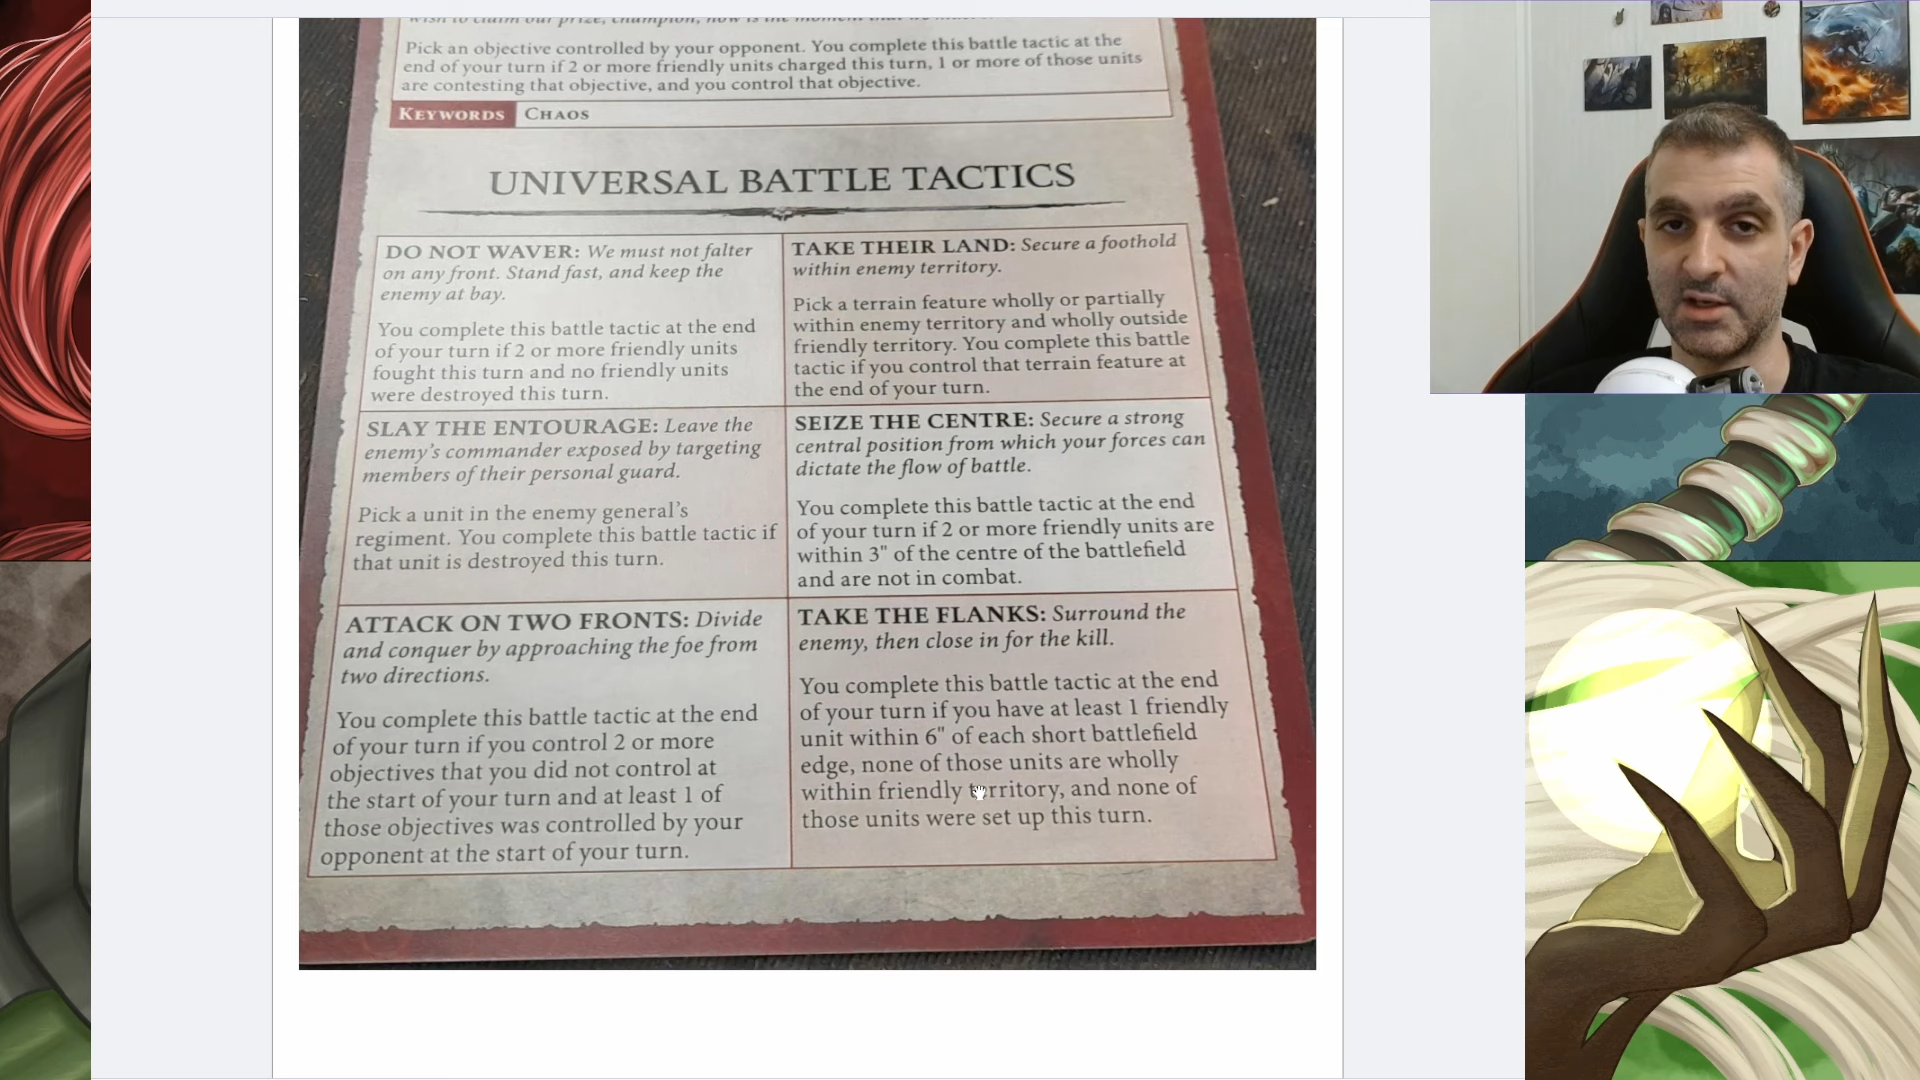 wish to claim our prize, champion, now is the moment
Pick an objective controlled by your opponent. You complete this battle tactic at the
end of your turn if 2 or more friendly units charged this turn, 1 or more of those units
are contesting that objective, and you control that objective.
KEYWORDS CHAOS
UNIVERSAL BATTLE TACTICS
DO NOT WAVER: We must not falter
on any front. Stand fast, and keep the
enemy at bay.
You complete this battle tactic at the end
of your turn if 2 or more friendly units
fought this turn and no friendly units
were destroyed this turn.
TAKE THEIR LAND: Secure a foothold
within enemy territory.
Pick a terrain feature wholly or partially
within enemy territory and wholly outside
friendly territory. You complete this battle
tactic if you control that terrain feature at
the end of your turn.
SLAY THE ENTOURAGE: Leave the
enemy's commander exposed by targeting
members of their personal guard.
Pick a unit in the enemy general's
regiment. You complete this battle tactic if
that unit is destroyed this turn.
SEIZE THE CENTRE: Secure a strong
central position from which your forces can
dictate the flow of battle.
You complete this battle tactic at the end
of your turn if 2 or more friendly units are
within 3" of the centre of the battlefield
and are not in combat.
ATTACK ON TWO FRONTS: Divide
and conquer by approaching the foe from
two directions.
You complete this battle tactic at the end
of your turn if you control 2 or more
objectives that you did not control at
the start of your turn and at least 1 of
those objectives was controlled by your
opponent at the start of your turn.
TAKE THE FLANKS: Surround the
enemy, then close in for the kill.
You complete this battle tactic at the end
of your turn if you have at least 1 friendly
unit within 6" of each short battlefield
edge, none of those units are wholly
within friendly territory, and none of
those units were set up this turn.